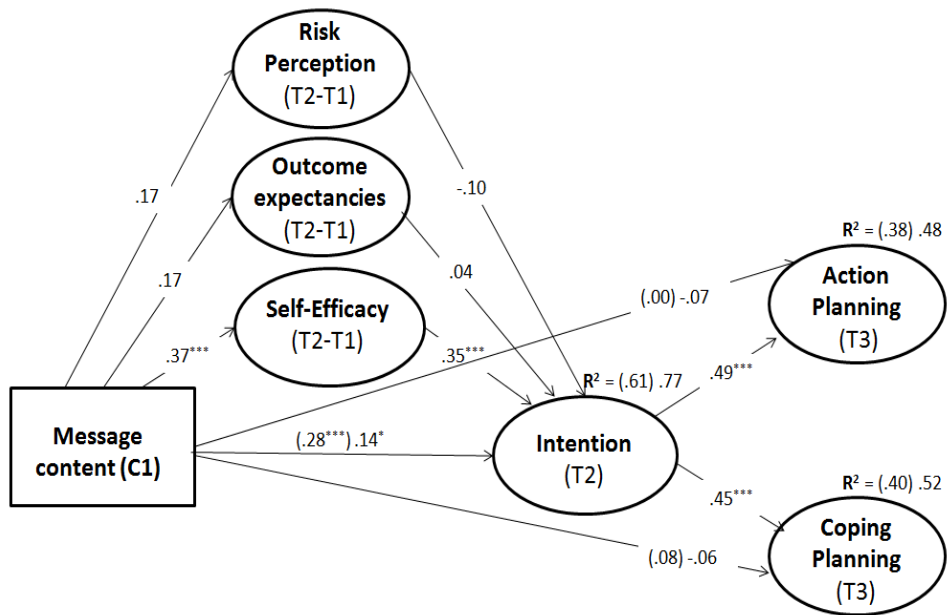 Risk
Perception
(T2-T1)
.17
-.10
Outcome
expectancies
(T2-T1)
.17
.04
R² = (.38) .48
Action
Planning
(T3)
(.00) -.07
Self-Efficacy
(T2-T1)
.37***
.35***
R² = (.61) .77
.49***
Message
content (C1)
(.28***) .14*
Intention
(T2)
.45***
R² = (.40) .52
Coping
Planning
(T3)
(.08) -.06